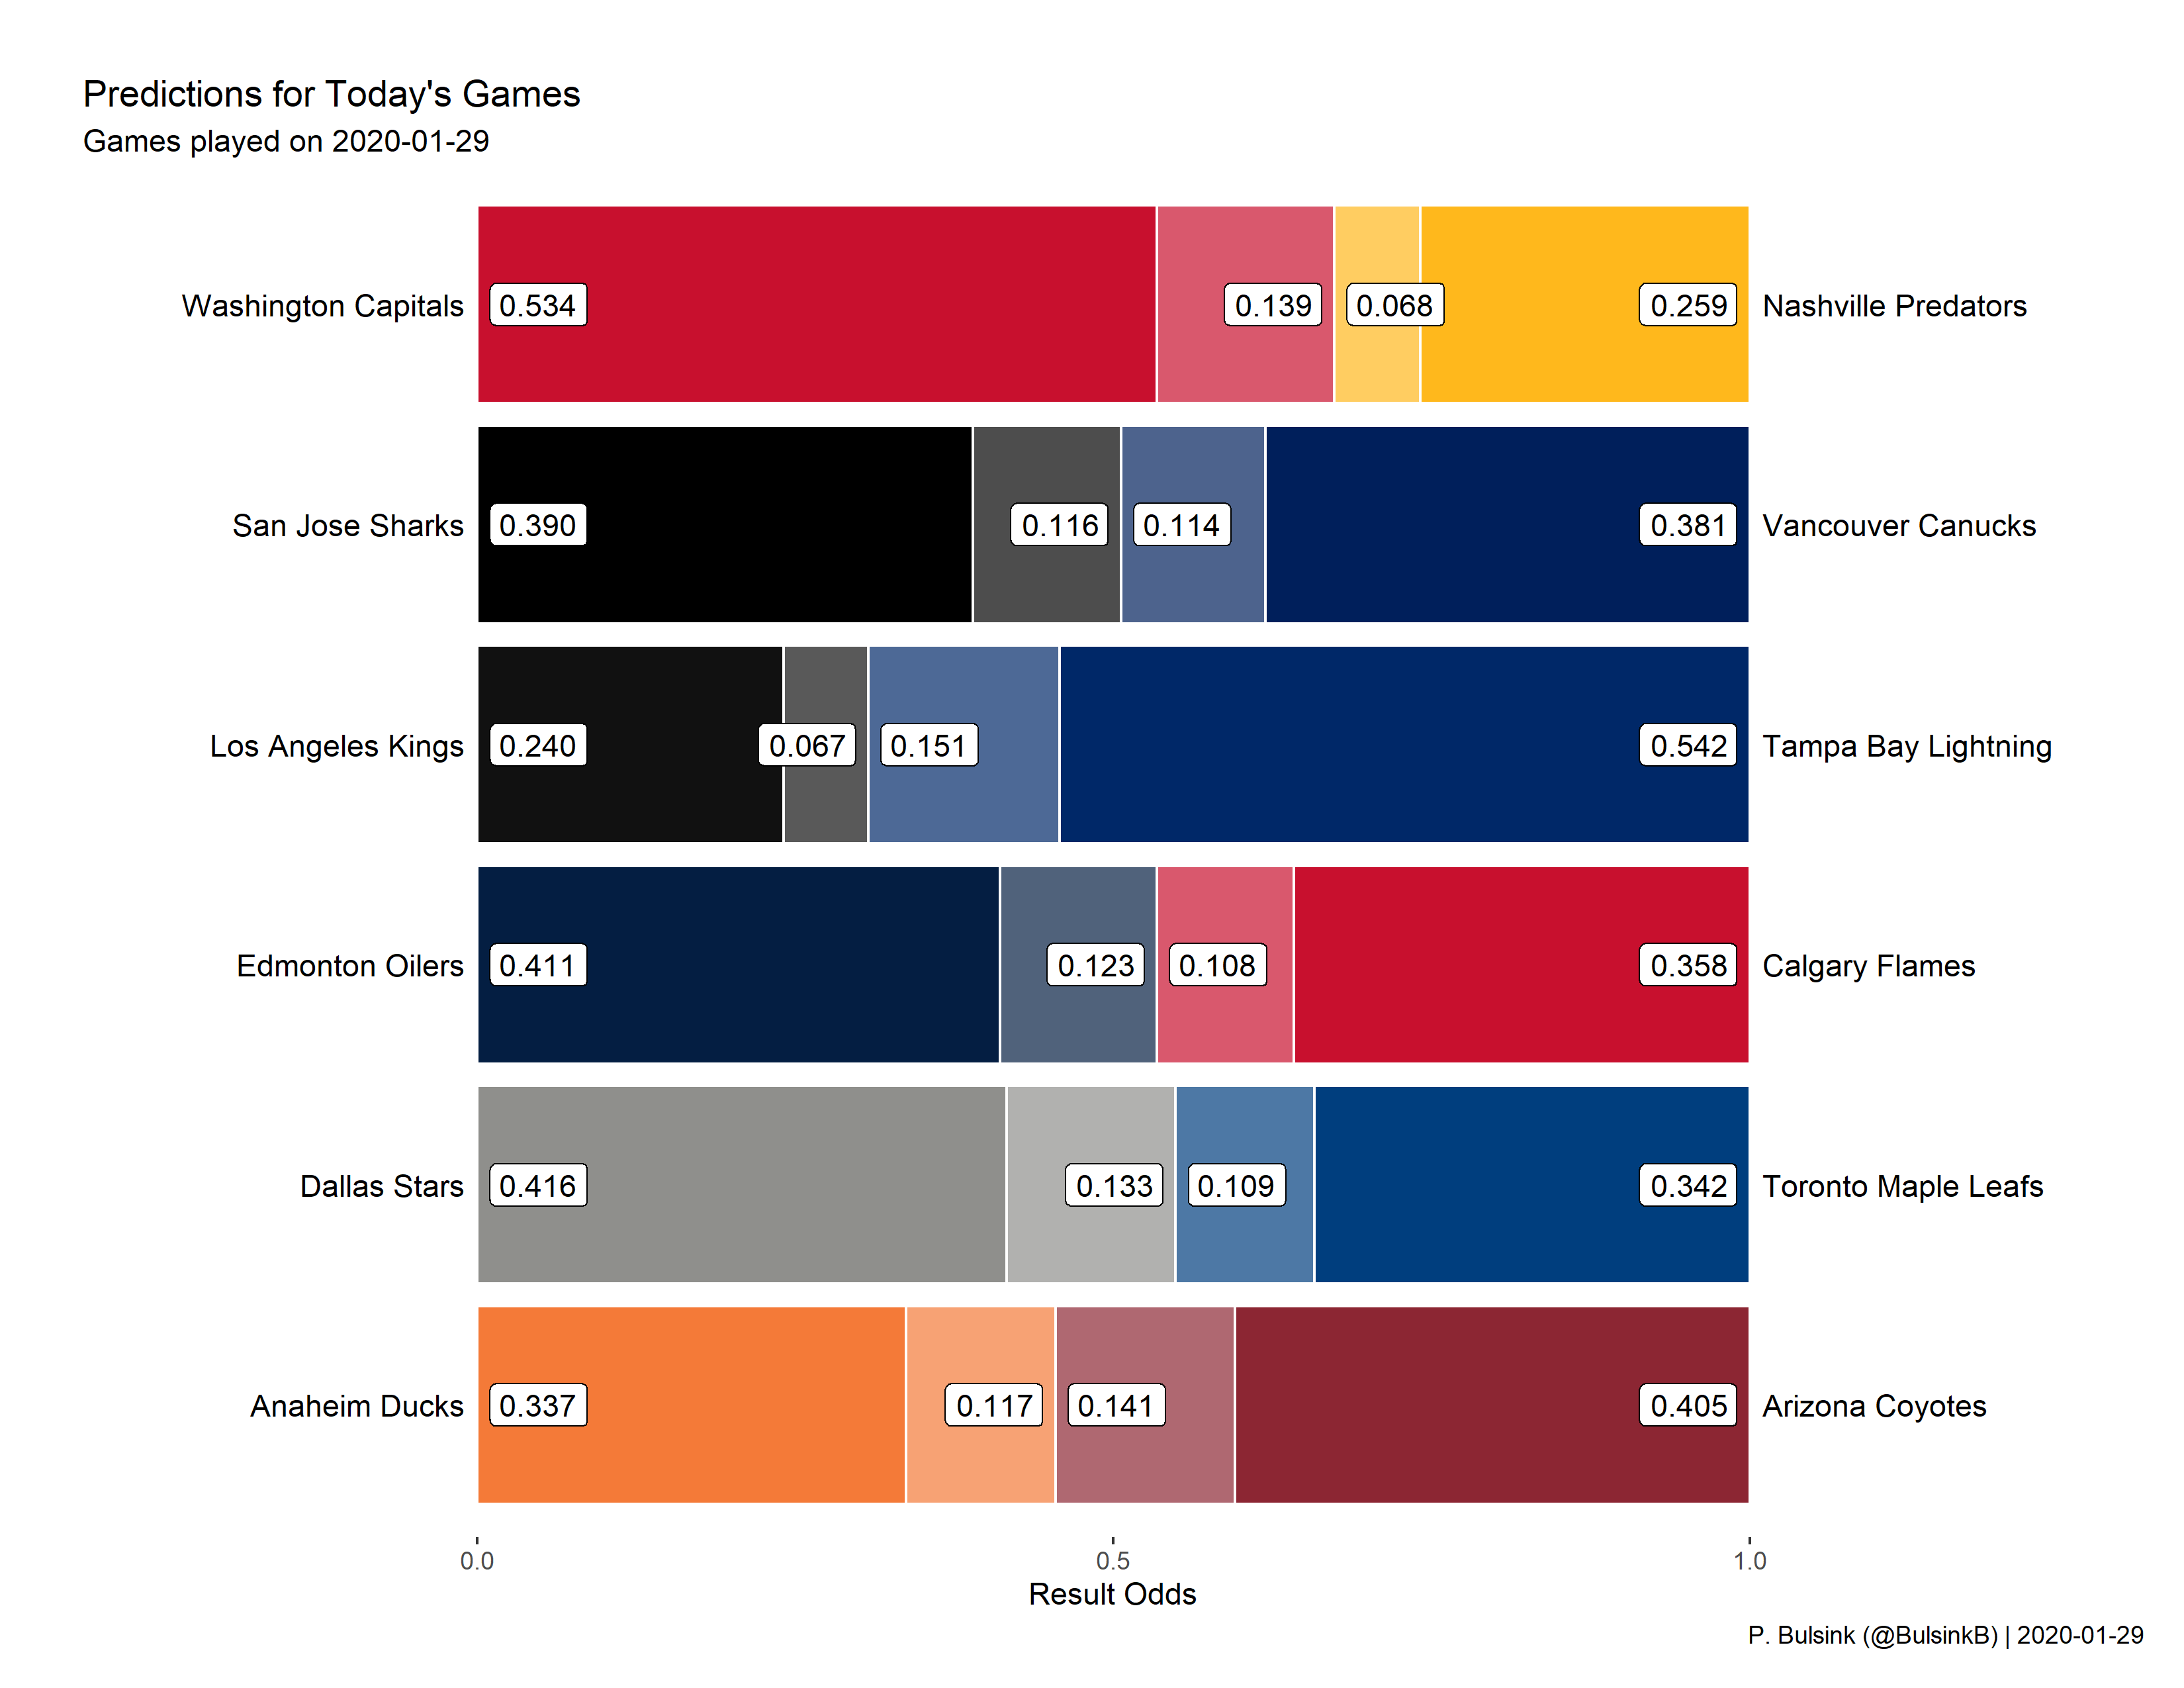 Predictions for Today's Games
Games played on 2020-01-29
Washington Capitals 0.534 0.139 0.068 0.259 Nashville Predators
San Jose Sharks 0.390 0.116 0.114 0.381 Vancouver Canucks
Los Angeles Kings 0.240 0.067 0.151 0.542 Tampa Bay Lightning
Edmonton Oilers 0.411 0.123 0.108 0.358 Calgary Flames
Dallas Stars 0.416 0.133 0.109 0.342 Toronto Maple Leafs
Anaheim Ducks 0.337 0.117 0.141 0.405 Arizona Coyotes
0.0 0.5 1.0
Result Odds
P. Bulsink (@BulsinkB) | 2020-01-29